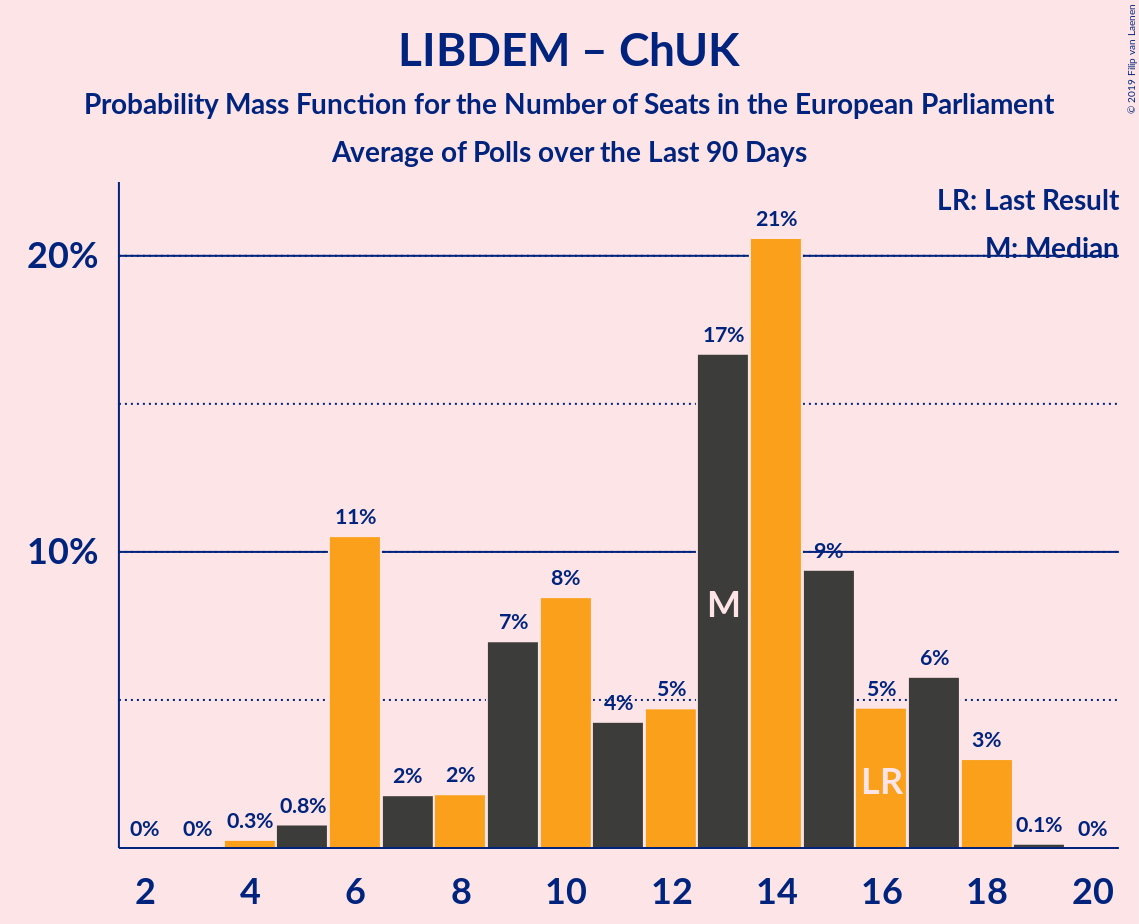 LIBDEM – ChUK
Probability Mass Function for the Number of Seats in the European Parliament
Average of Polls over the Last 90 Days
© 2019 Filip van Laenen
LR: Last Result
M: Median
20%
10%
0%
0%
0.3%
0.8%
11%
2%
2%
7%
8%
4%
5%
17%
21%
9%
5%
6%
3%
0.1%
0%
M
LR
2 4 6 8 10 12 14 16 18 20